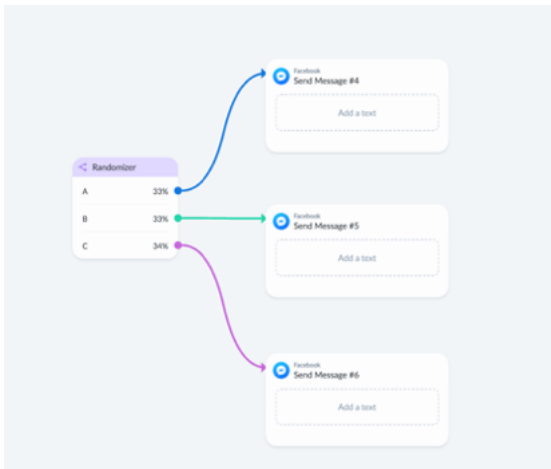 Facebook
Send Message #4
Add a text
Randomizer
A 33%
B 33%
C 34%
Facebook
Send Message #5
Add a text
Facebook
Send Message #6
Add a text